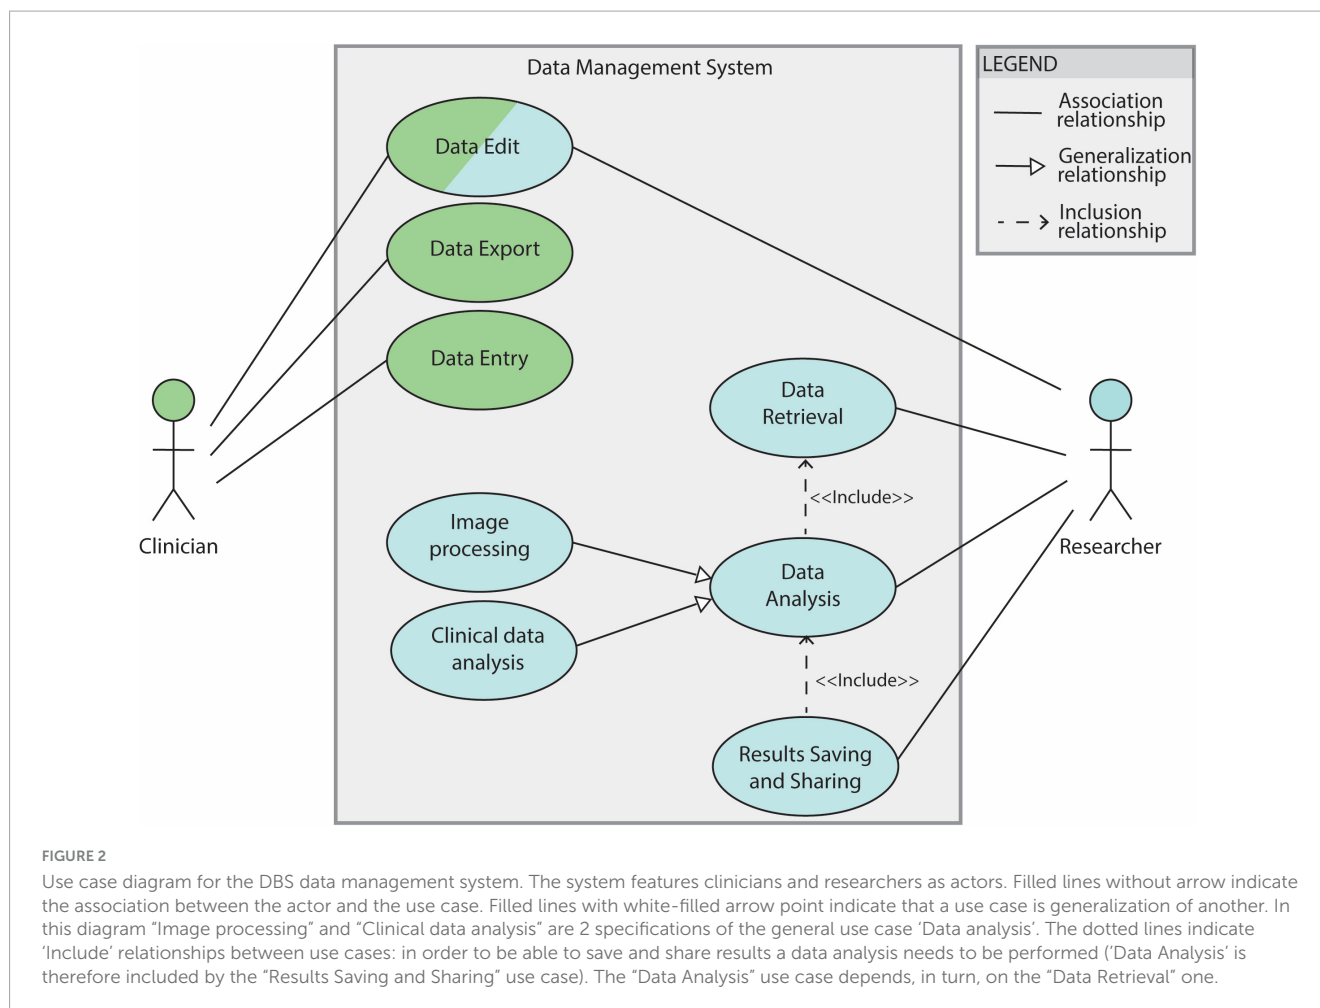 Data Management System
LEGEND
Association
relationship
Generalization
relationship
Inclusion
relationship
Data Edit
Data Export
Data Entry
Data
Retrieval
<<Include>>
Image
processing
Clinician
Researcher
Data
Analysis
Clinical data
analysis
<<Include>>
Results Saving
and Sharing
FIGURE 2
Use case diagram for the DBS data management system. The system features clinicians and researchers as actors. Filled lines without arrow indicate
the association between the actor and the use case. Filled lines with white-filled arrow point indicate that a use case is generalization of another. In
this diagram “Image processing” and “Clinical data analysis” are 2 specifications of the general use case ‘Data analysis’. The dotted lines indicate
‘Include’ relationships between use cases: in order to be able to save and share results a data analysis needs to be performed (‘Data Analysis’ is
therefore included by the “Results Saving and Sharing” use case). The “Data Analysis” use case depends, in turn, on the “Data Retrieval” one.